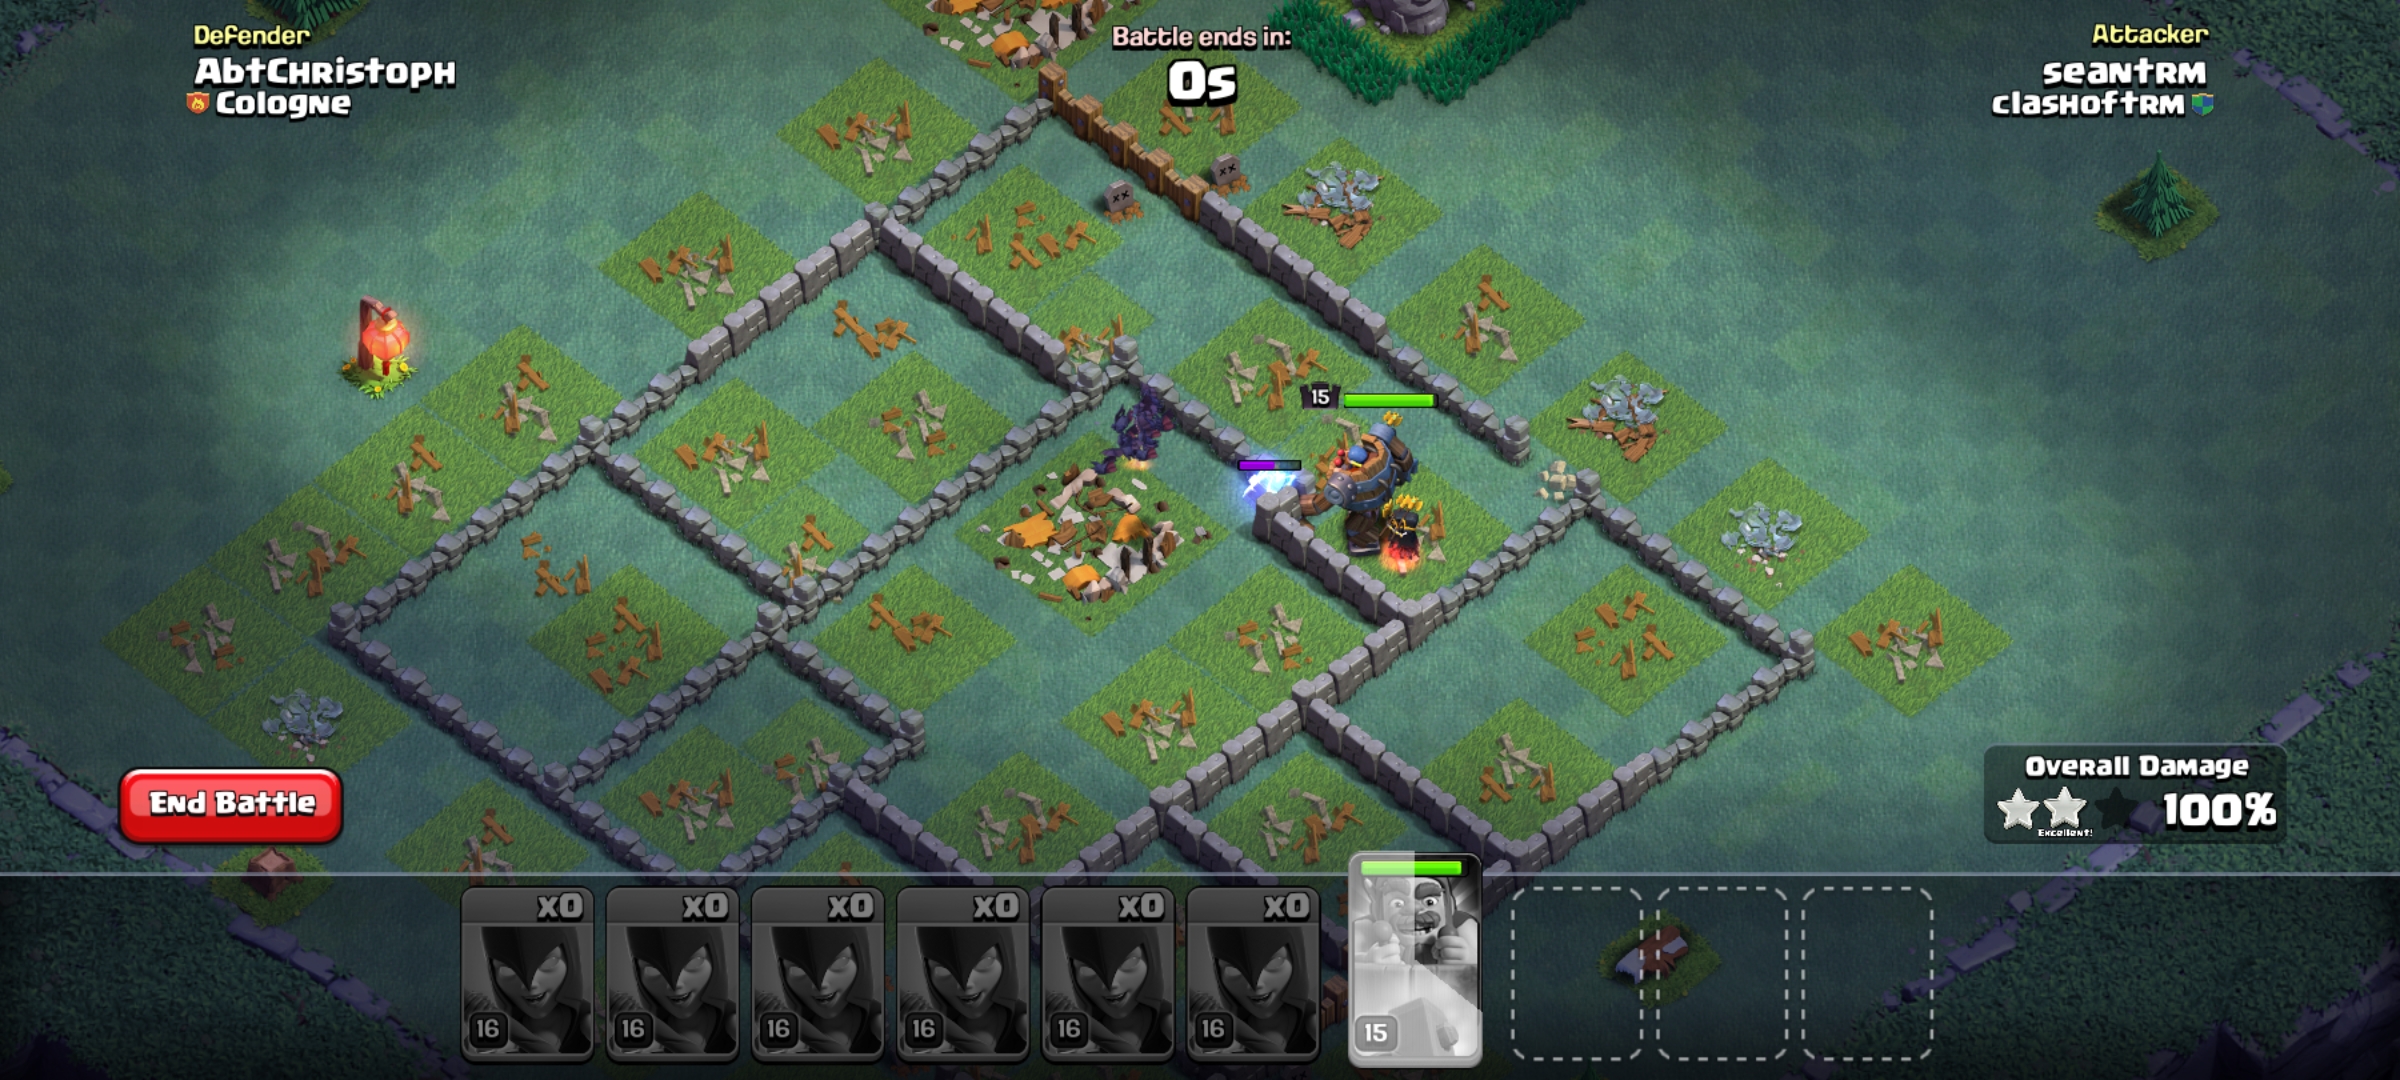 Defender
AbtChristoph
Cologne
Battle ends in:
0s
Attacker
seantRM
clashoftRM
15
End Battle
Overall Damage
Excellent!
100%
x0
x0
x0
x0
x0
x0
16
16
16
16
16
16
15